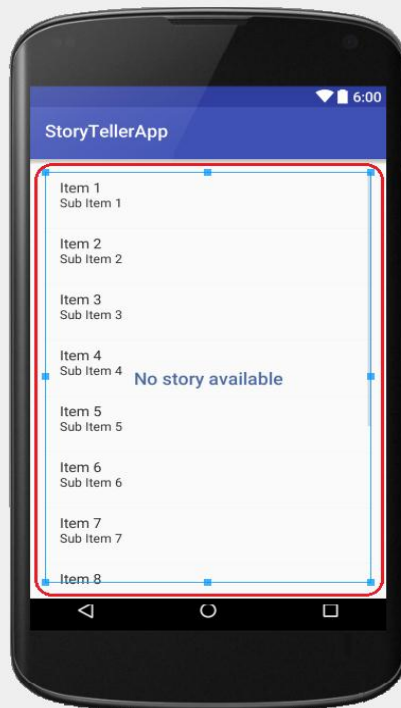 6:00
StoryTellerApp
Item 1
Sub Item 1
Item 2
Sub Item 2
Item 3
Sub Item 3
Item 4
Sub Item 4
No story available
Item 5
Sub Item 5
Item 6
Sub Item 6
Item 7
Sub Item 7
Item 8